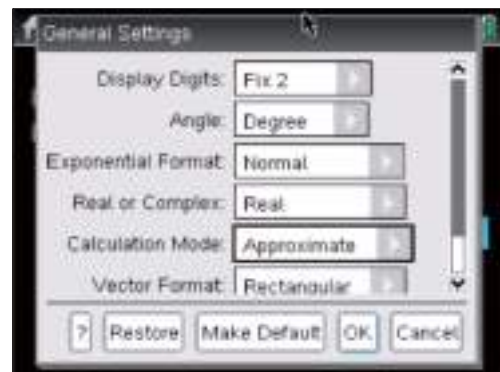 General Settings
Display Digits: Fix 2
Angle: Degree
Exponential Format: Normal
Real or Complex: Real
Calculation Mode: Approximate
Vector Format: Rectangular
? Restore Make Default OK Cancel